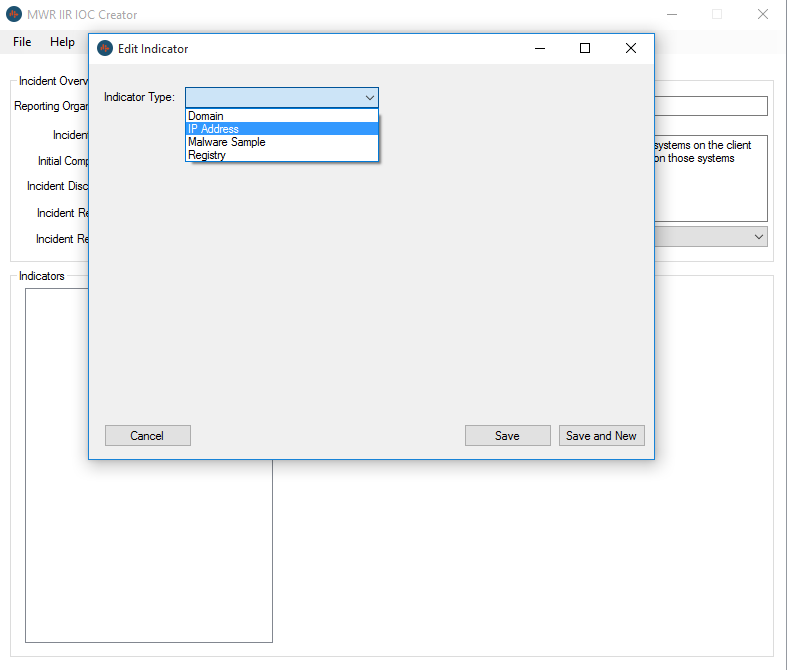 MWR IIR IOC Creator
File Help
Edit Indicator
Incident Overv
Reporting Organ
Inciden
Initial Comp
Incident Disc
Incident Re
Incident Re
systems on the client
on those systems
Indicator Type:
Domain
IP Address
Malware Sample
Registry
Indicators
Cancel
Save
Save and New